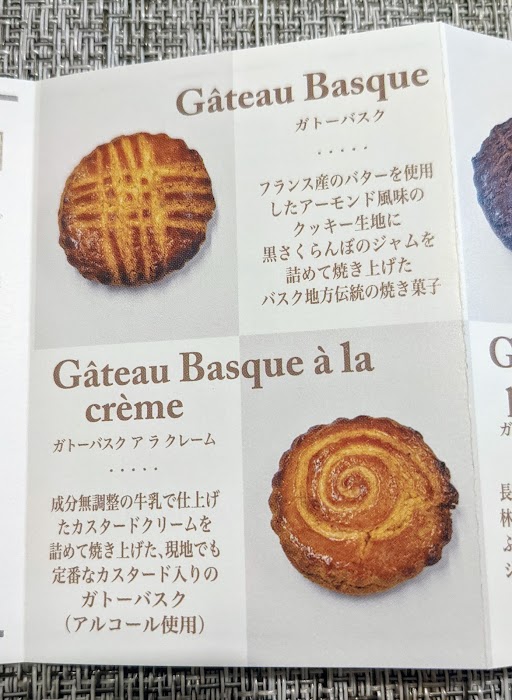 Gâteau Basque
ガトーバスク
・・・・・
フランス産のバターを使用
したアーモンド風味の
クッキー生地に
黒さくらんぼのジャムを
詰めて焼き上げた
バスク地方伝統の焼き菓子
Gâteau Basque à la
crème
ガトーバスク ア ラ クレーム
・・・・・
成分無調整の牛乳で仕上げ
たカスタードクリームを
詰めて焼き上げた、現地でも
定番なカスタード入りの
ガトーバスク
（アルコール使用）
G
ガ
長
林
ぶ